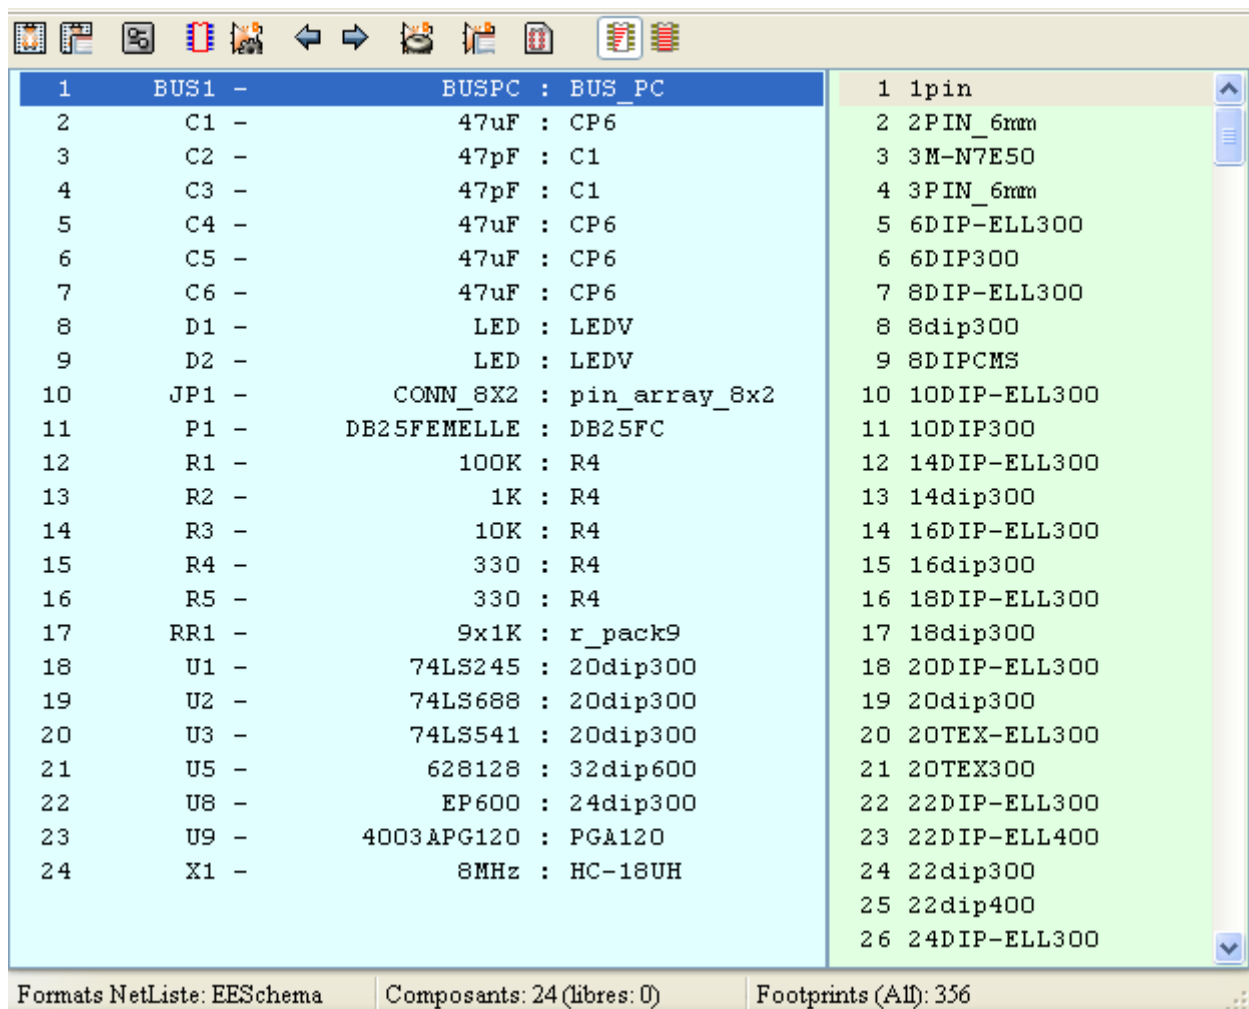 1 BUS1 - BUSPC : BUS_PC
2 C1 - 47uF : CP6
3 C2 - 47pF : C1
4 C3 - 47pF : C1
5 C4 - 47uF : CP6
6 C5 - 47uF : CP6
7 C6 - 47uF : CP6
8 D1 - LED : LEDV
9 D2 - LED : LEDV
10 JP1 - CONN_8X2 : pin_array_8x2
11 P1 - DB25FEMELLE : DB25FC
12 R1 - 100K : R4
13 R2 - 1K : R4
14 R3 - 10K : R4
15 R4 - 330 : R4
16 R5 - 330 : R4
17 RR1 - 9x1K : r_pack9
18 U1 - 74LS245 : 20dip300
19 U2 - 74LS688 : 20dip300
20 U3 - 74LS541 : 20dip300
21 U5 - 628128 : 32dip600
22 U8 - EP600 : 24dip300
23 U9 - 4003APG120 : PGA120
24 X1 - 8MHz : HC-18UH
1 1pin
2 2PIN_6mm
3 3M-N7E50
4 3PIN_6mm
5 6DIP-ELL300
6 6DIP300
7 8DIP-ELL300
8 8dip300
9 8DIPCMS
10 10DIP-ELL300
11 10DIP300
12 14DIP-ELL300
13 14dip300
14 16DIP-ELL300
15 16dip300
16 18DIP-ELL300
17 18dip300
18 20DIP-ELL300
19 20dip300
20 20TEX-ELL300
21 20TEX300
22 22DIP-ELL300
23 22DIP-ELL400
24 22dip300
25 22dip400
26 24DIP-ELL300
Formats NetListe: EESchema
Composants: 24 (libres: 0)
Footprints (All): 356